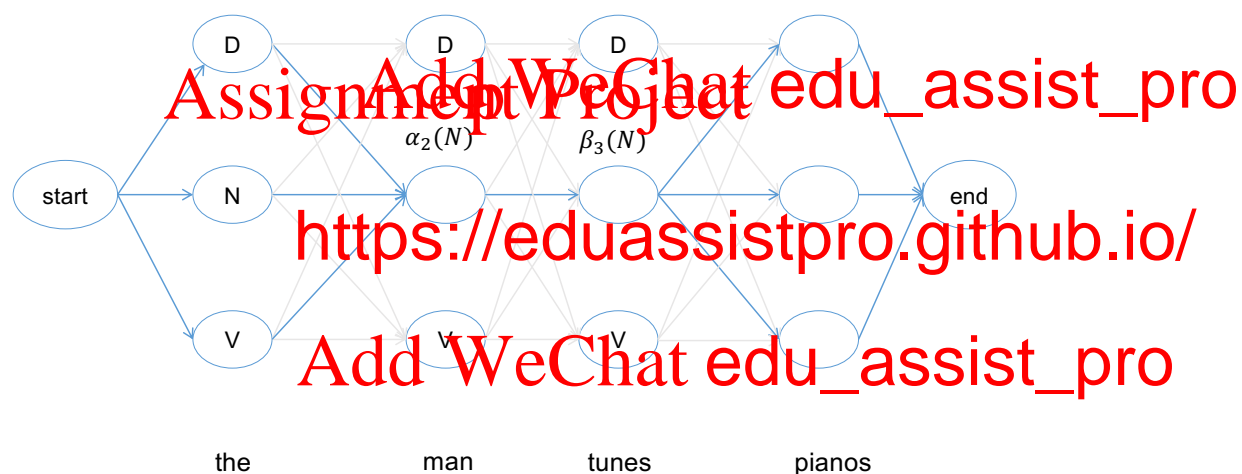 D D D
Assignment Project
Add WeChat edu_assist_pro
α₂(N) β₃(N)
start N end
https://eduassistpro.github.io/
V V V
Add WeChat edu_assist_pro
the man tunes pianos